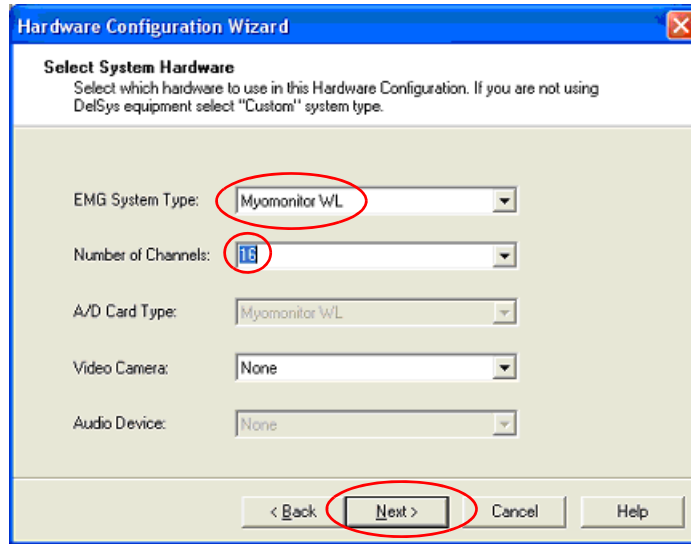 Hardware Configuration Wizard
Select System Hardware
Select which hardware to use in this Hardware Configuration. If you are not using
DelSys equipment select "Custom" system type.
EMG System Type: Myomonitor WL
Number of Channels: 16
A/D Card Type: Myomonitor WL
Video Camera: None
Audio Device: None
< Back Next > Cancel Help